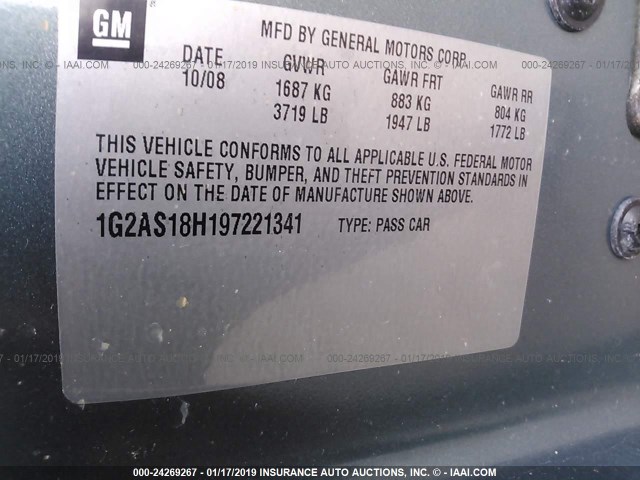 GM
MFD BY GENERAL MOTORS CORP
DATE GVWR GAWR FRT GAWR RR
10/08 1687 KG 883 KG 804 KG
3719 LB 1947 LB 1772 LB
THIS VEHICLE CONFORMS TO ALL APPLICABLE U.S. FEDERAL MOTOR
VEHICLE SAFETY, BUMPER, AND THEFT PREVENTION STANDARDS IN
EFFECT ON THE DATE OF MANUFACTURE SHOWN ABOVE.
1G2AS18H197221341 TYPE: PASS CAR
000-24269267 - 01/17/2019 INSURANCE AUTO AUCTIONS CORP. © - IAAI.COM